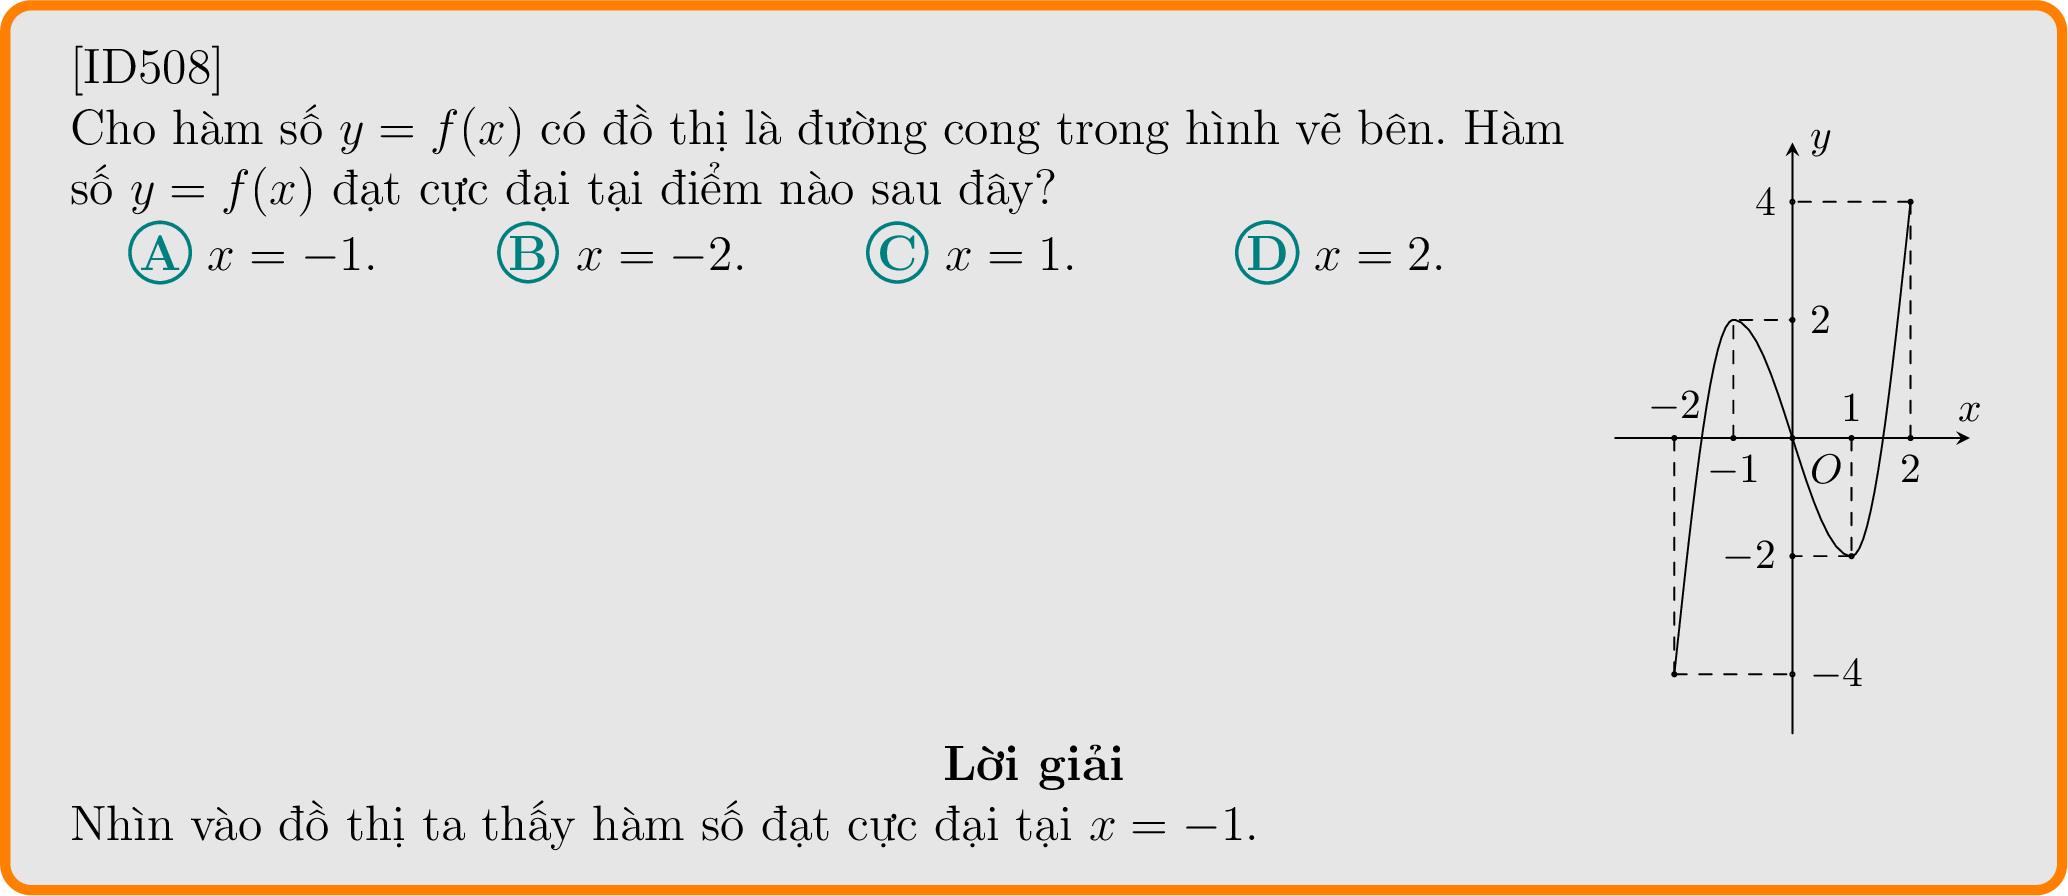 [ID508]
Cho hàm số y = f(x) có đồ thị là đường cong trong hình vẽ bên. Hàm
số y = f(x) đạt cực đại tại điểm nào sau đây?
A x = −1. B x = −2. C x = 1. D x = 2.
y
4
2
−2 1 x
−1 O 2
−2
−4
Lời giải
Nhìn vào đồ thị ta thấy hàm số đạt cực đại tại x = −1.